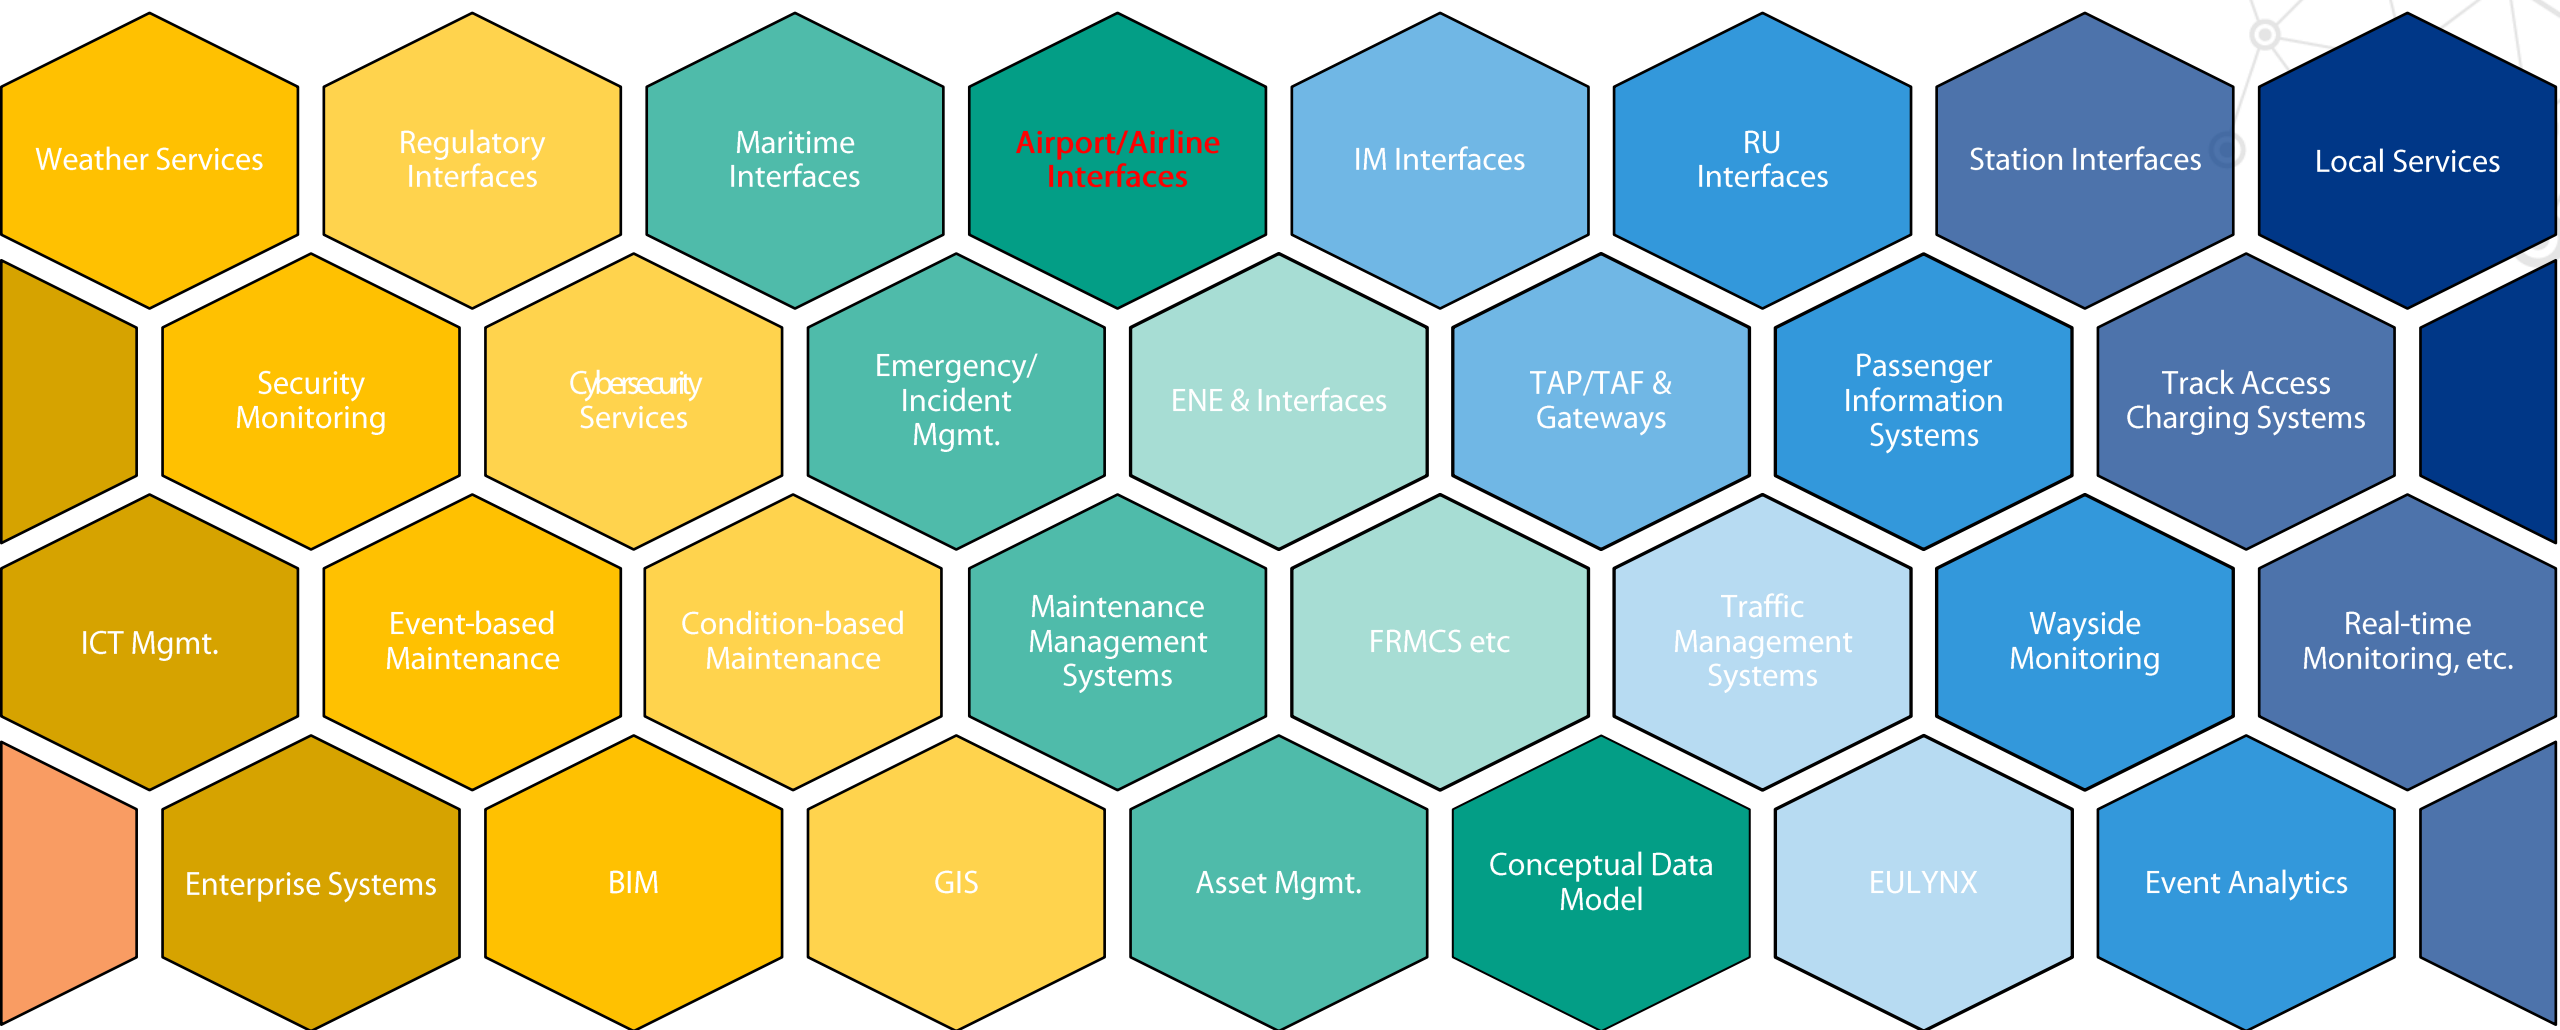 Weather Services
Regulatory
Interfaces
Maritime
Interfaces
Airport/Airline
Interfaces
IM Interfaces
RU
Interfaces
Station Interfaces
Local Services
Security
Monitoring
Cybersecurity
Services
Emergency/
Incident
Mgmt.
ENE & Interfaces
TAP/TAF &
Gateways
Passenger
Information
Systems
Track Access
Charging Systems
ICT Mgmt.
Event-based
Maintenance
Condition-based
Maintenance
Maintenance
Management
Systems
FRMCS etc
Traffic
Management
Systems
Wayside
Monitoring
Real-time
Monitoring, etc.
Enterprise Systems
BIM
GIS
Asset Mgmt.
Conceptual Data
Model
EULYNX
Event Analytics